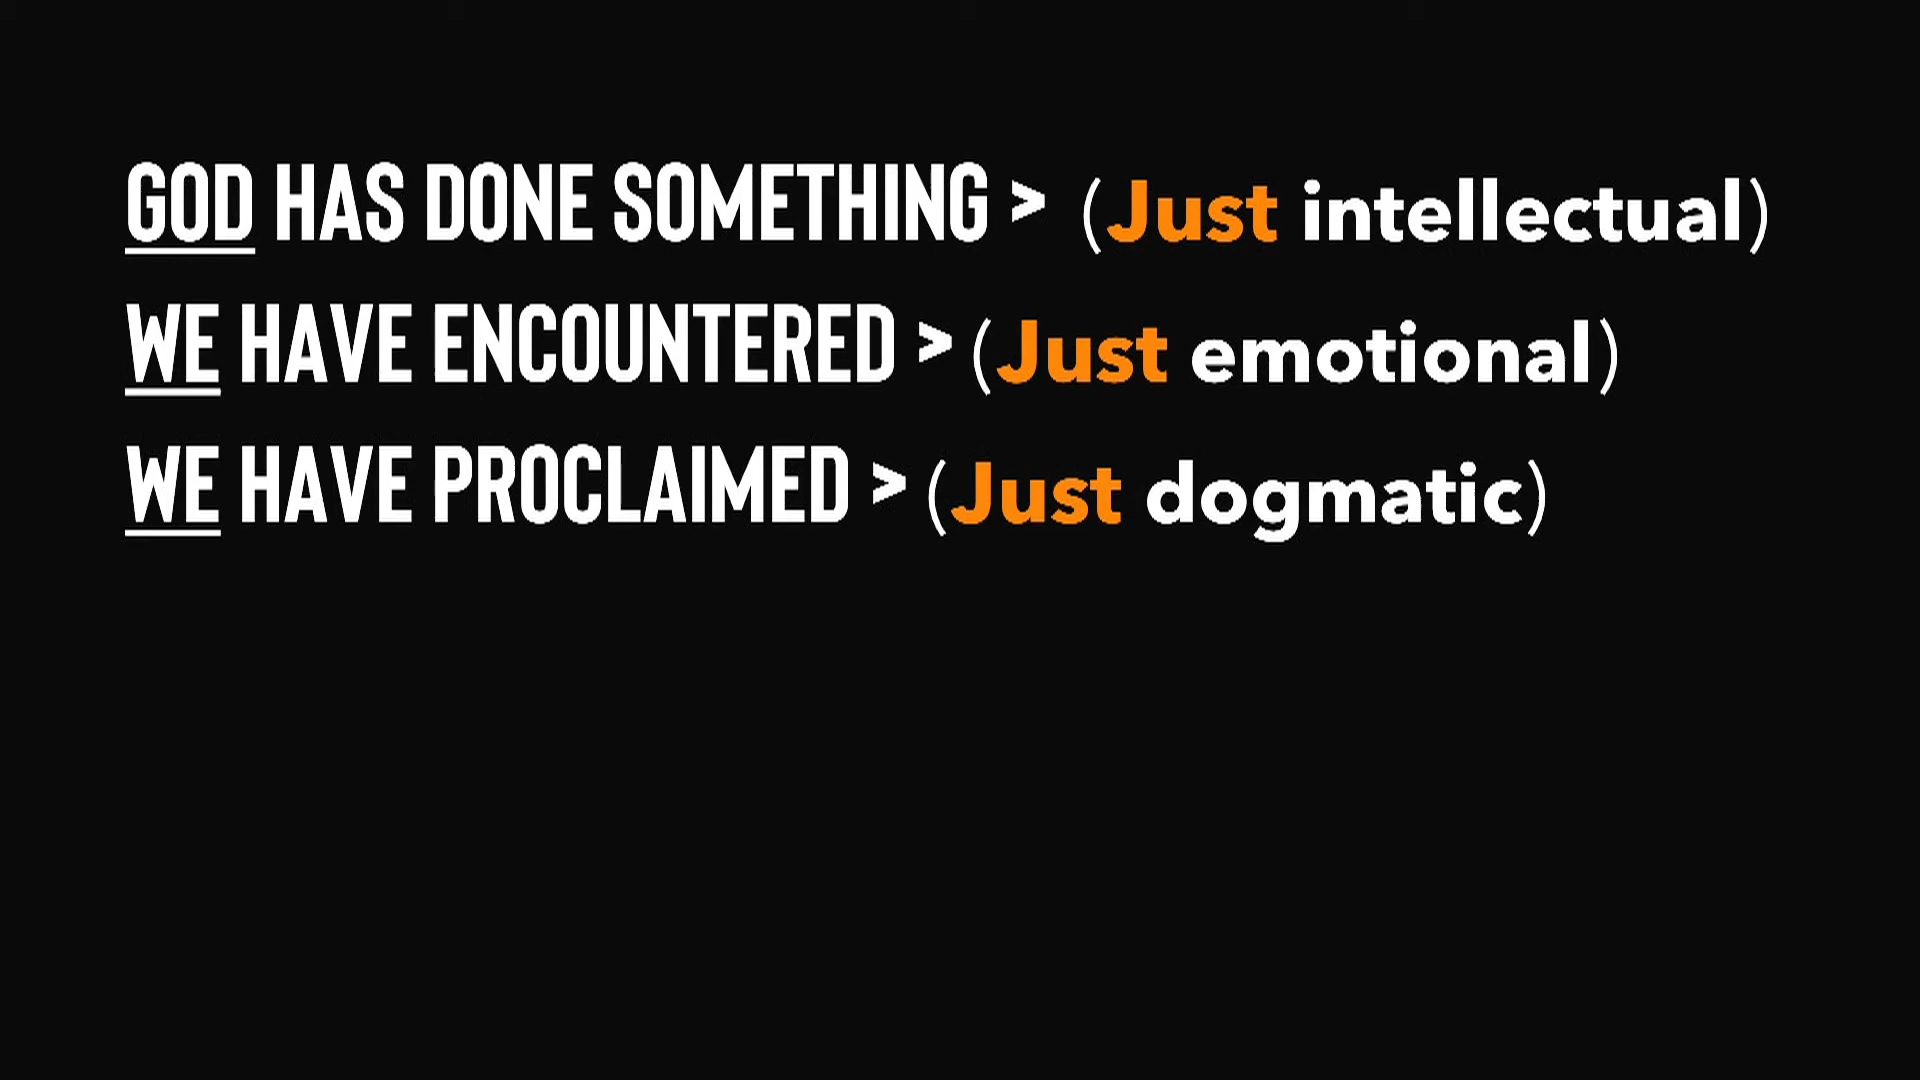 GOD HAS DONE SOMETHING > (Just intellectual)
WE HAVE ENCOUNTERED > (Just emotional)
WE HAVE PROCLAIMED > (Just dogmatic)